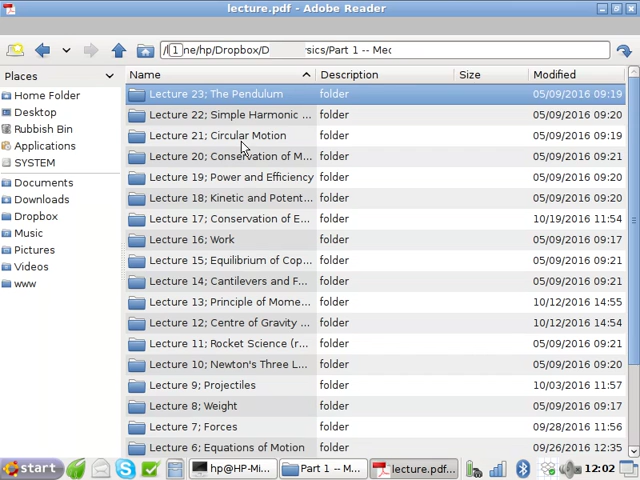 lecture.pdf - Adobe Reader
/ 1 ne/hp/Dropbox/D sics/Part 1 -- Mec
Places
Name Description Size Modified
Home Folder
Desktop
Rubbish Bin
Applications
SYSTEM
Documents
Downloads
Dropbox
Music
Pictures
Videos
www
Lecture 23; The Pendulum folder 05/09/2016 09:19
Lecture 22; Simple Harmonic ... folder 05/09/2016 09:20
Lecture 21; Circular Motion folder 05/09/2016 09:19
Lecture 20; Conservation of M... folder 05/09/2016 09:21
Lecture 19; Power and Efficiency folder 05/09/2016 09:20
Lecture 18; Kinetic and Potent... folder 05/09/2016 09:20
Lecture 17; Conservation of E... folder 10/19/2016 11:54
Lecture 16; Work folder 05/09/2016 09:17
Lecture 15; Equilibrium of Cop... folder 05/09/2016 09:21
Lecture 14; Cantilevers and F... folder 05/09/2016 09:21
Lecture 13; Principle of Mome... folder 10/12/2016 14:55
Lecture 12; Centre of Gravity ... folder 10/12/2016 14:54
Lecture 11; Rocket Science (r... folder 05/09/2016 09:21
Lecture 10; Newton's Three L... folder 05/09/2016 09:20
Lecture 9; Projectiles folder 10/03/2016 11:57
Lecture 8; Weight folder 05/09/2016 09:17
Lecture 7; Forces folder 09/28/2016 11:56
Lecture 6; Equations of Motion folder 09/26/2016 12:35
start hp@HP-Mi... Part 1 -- M... lecture.pdf... 12:02